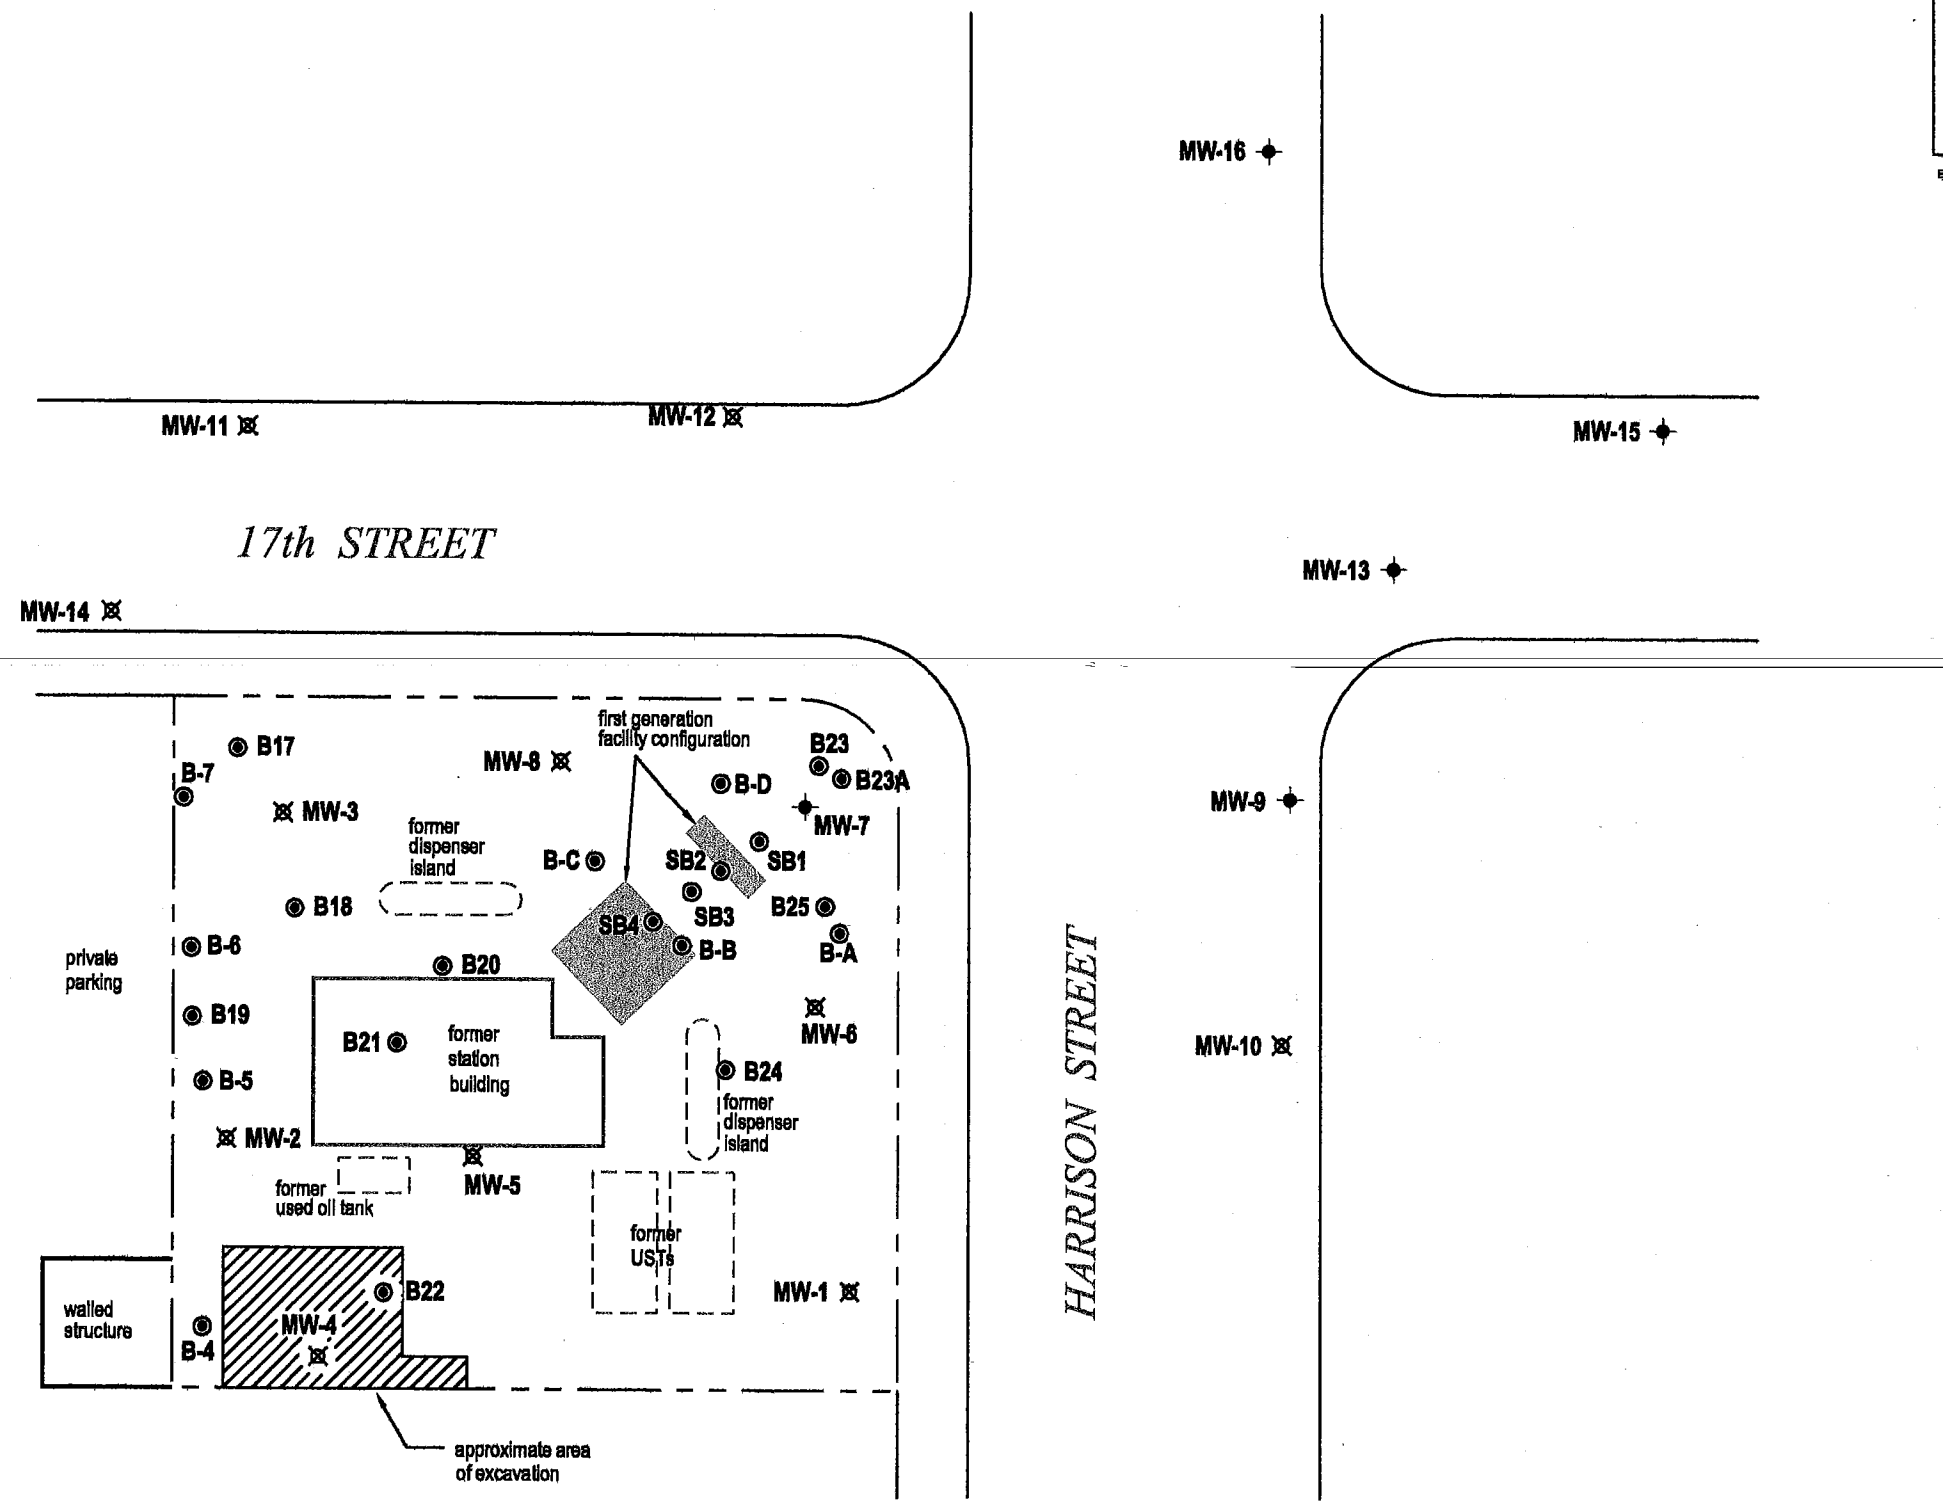 MW-16
MW-11
MW-12
MW-15
17th STREET
MW-13
MW-14
first generation
facility configuration
B17
B-7
MW-8
B23
B-D
B23A
MW-9
MW-3
MW-7
former
dispenser
island
B-C
SB2
SB1
B18
SB4
SB3
B25
B-6
B-B
B-A
private
parking
B20
B19
B21
former
station
building
MW-6
HARRISON STREET
MW-10
B-5
B24
former
dispenser
island
MW-2
MW-5
former
used oil tank
former
USTs
B22
MW-1
walled
structure
MW-4
B-4
approximate area
of excavation